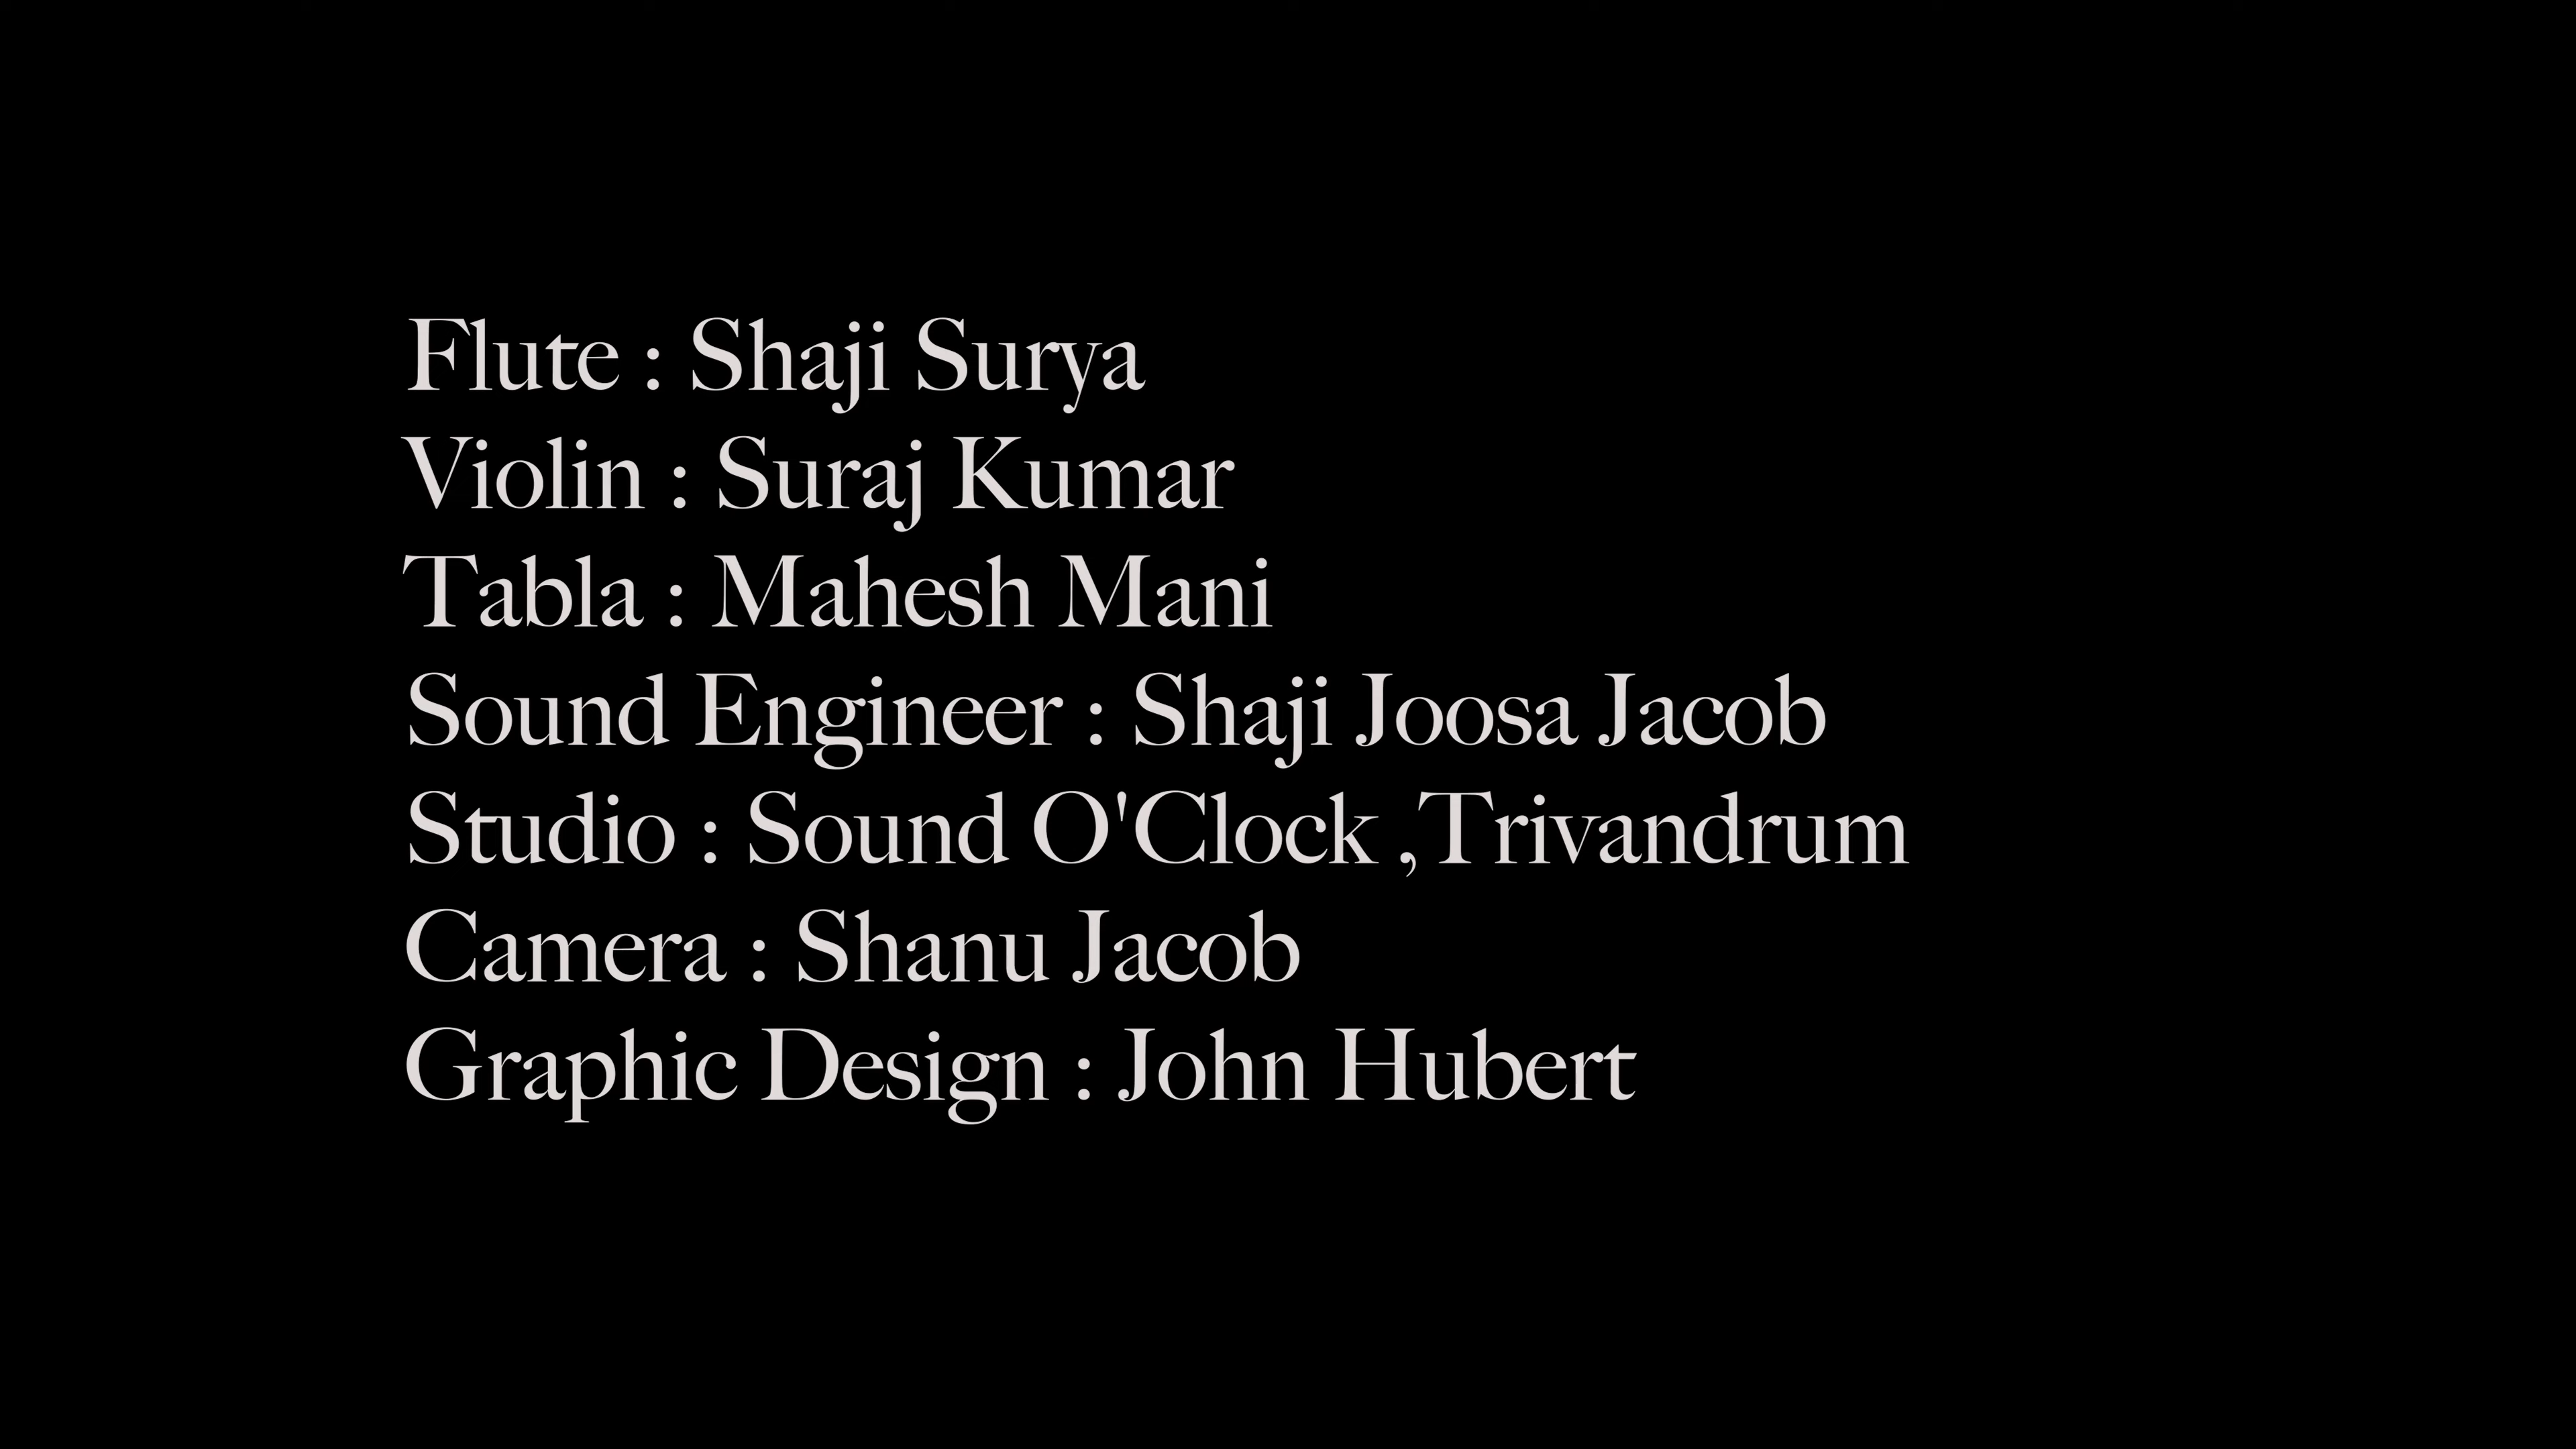 Flute : Shaji Surya
Violin : Suraj Kumar
Tabla : Mahesh Mani
Sound Engineer : Shaji Joosa Jacob
Studio : Sound O'Clock ,Trivandrum
Camera : Shanu Jacob
Graphic Design : John Hubert